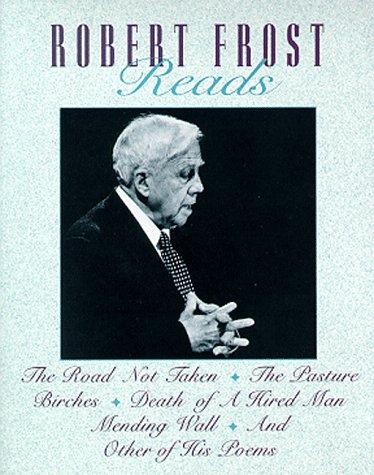 ROBERT FROST
Reads
The Road Not Taken ✦ The Pasture
Birches ✦ Death of A Hired Man
Mending Wall ✦ And
Other of His Poems